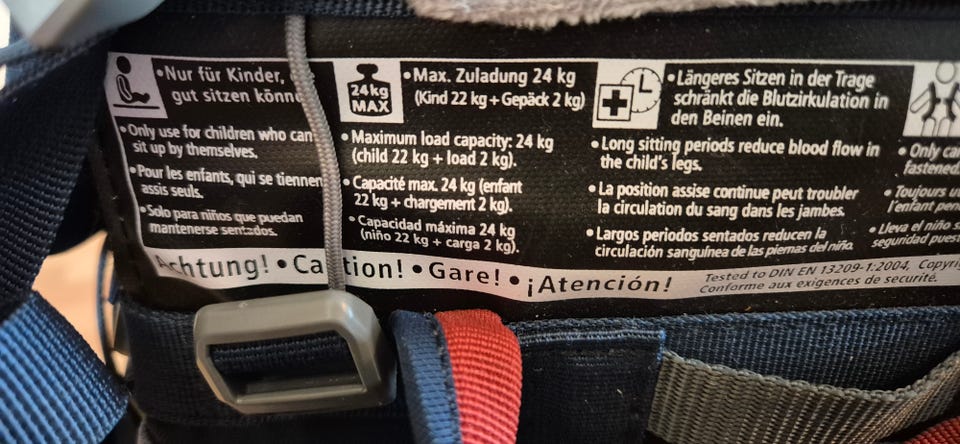 • Nur für Kinder,
gut sitzen
• Only use for children who can
sit up by themselves.
• Pour les enfants, qui se tiennen
assis seuls.
• Solo para niños que puedan
mantenerse sentados.
24kg
MAX
• Max. Zuladung 24 kg
(Kind 22 kg + Gepäck 2 kg)
• Maximum load capacity: 24 kg
(child 22 kg + load 2 kg).
• Capacité max. 24 kg (enfant
22 kg + chargement 2 kg).
• Capacidad máxima 24 kg
(niño 22 kg + carga 2 kg).
• Längeres Sitzen in der Trage
schränkt die Blutzirkulation in
den Beinen ein.
• Long sitting periods reduce blood flow in
the child's legs.
• La position assise continue peut troubler
la circulation du sang dans les jambes.
• Largos periodos sentados reducen la
circulación sanguínea de las piernas del niño.
• Only ca
fastened.
• Toujours u
l'enfant pen
• Lleva el niño s
seguridad pues
Achtung! • Caution! • Gare! • ¡Atención!
Tested to DIN EN 13209-1:2004, Copyrig
Conforme aux exigences de sécurité.